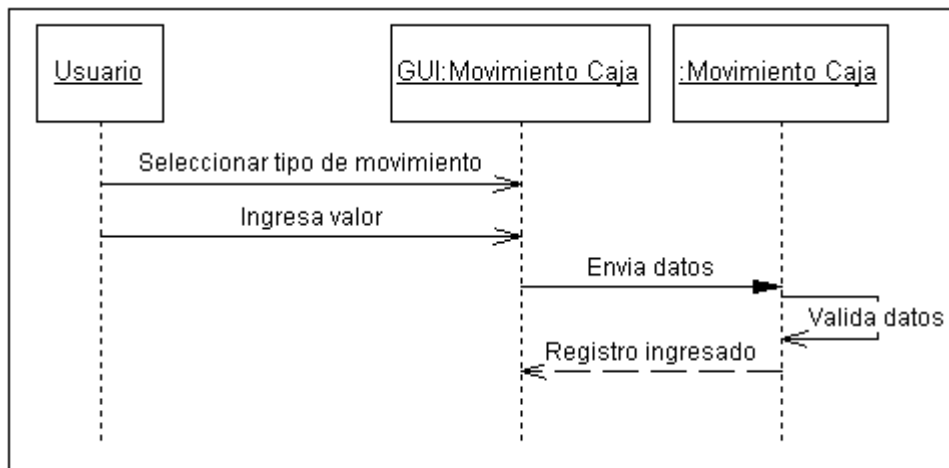 Usuario
GUI:Movimiento Caja
:Movimiento Caja
Seleccionar tipo de movimiento
Ingresa valor
Envia datos
Valida datos
Registro ingresado